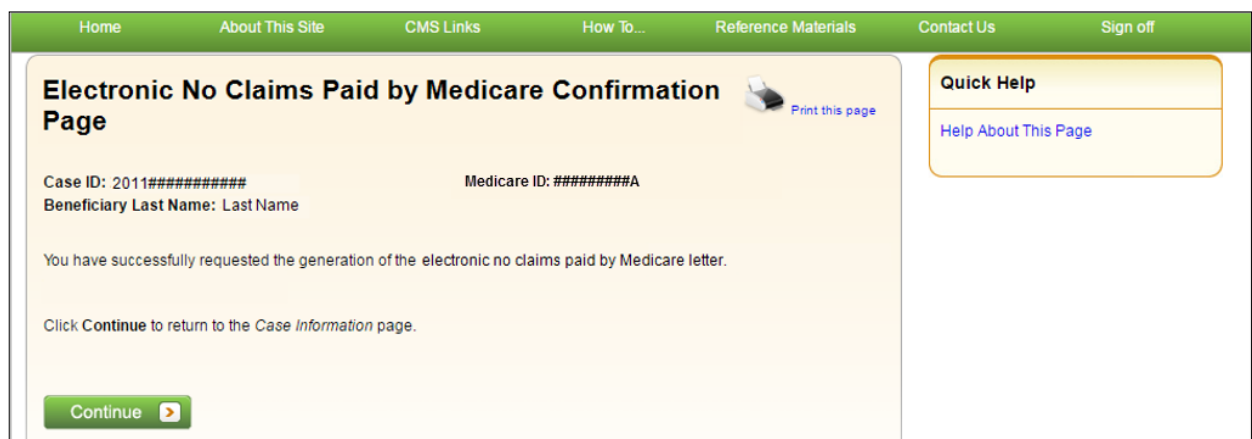 Home About This Site CMS Links How To... Reference Materials Contact Us Sign off
Electronic No Claims Paid by Medicare Confirmation
Page
Print this page
Quick Help
Help About This Page
Case ID: 2011########### Medicare ID: #########A
Beneficiary Last Name: Last Name
You have successfully requested the generation of the electronic no claims paid by Medicare letter.
Click Continue to return to the Case Information page.
Continue